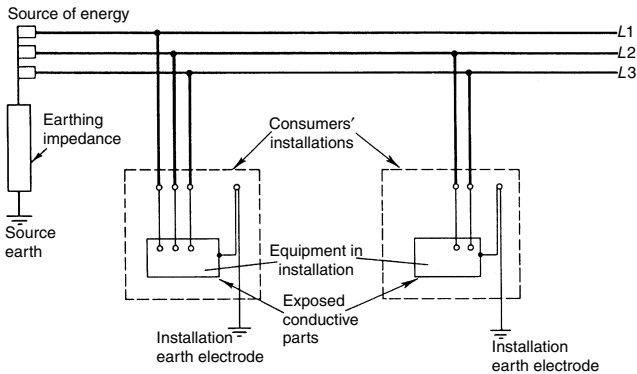 Source of energy
L1
L2
L3
Earthing
impedance
Consumers'
installations
Source
earth
Equipment in
installation
Exposed
conductive
parts
Installation
earth electrode
Installation
earth electrode